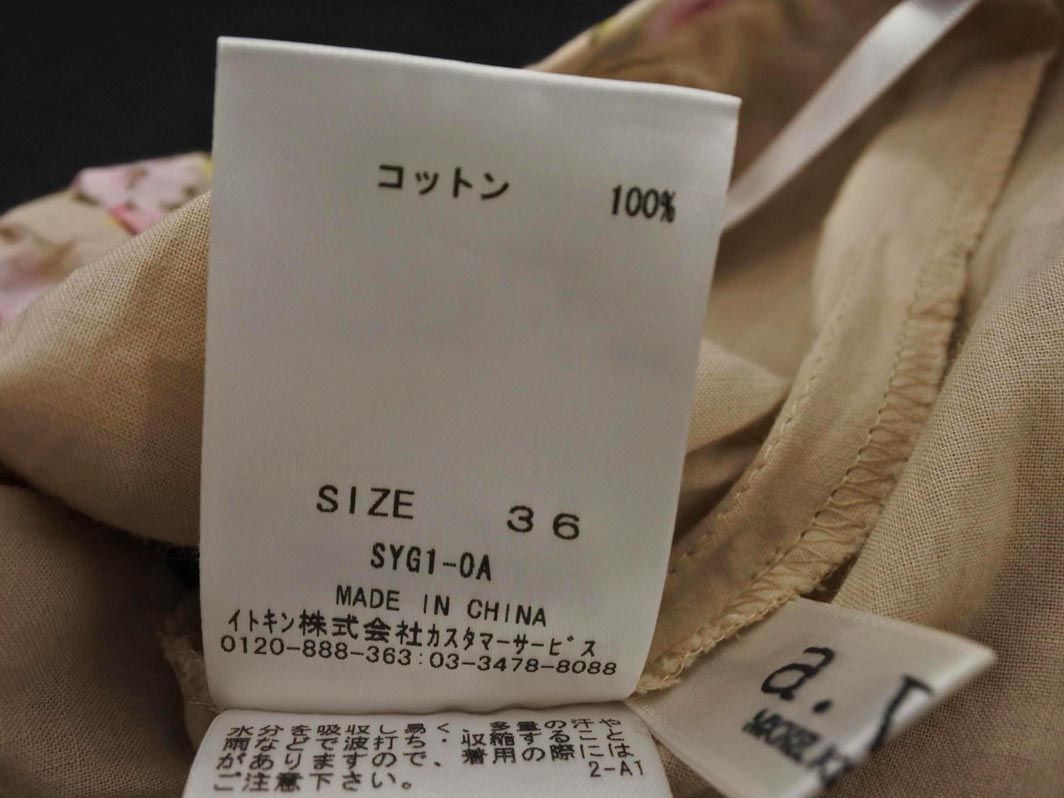 コットン 100%
SIZE 36
SYG1-0A
MADE IN CHINA
イトキン株式会社カスタマーサービス
0120-888-363:03-3478-8088
水分を吸収し易く、多量の汗や
雨などで波打ち・収縮すること
がありますので、着用の際には
ご注意下さい。 2-A1
a.